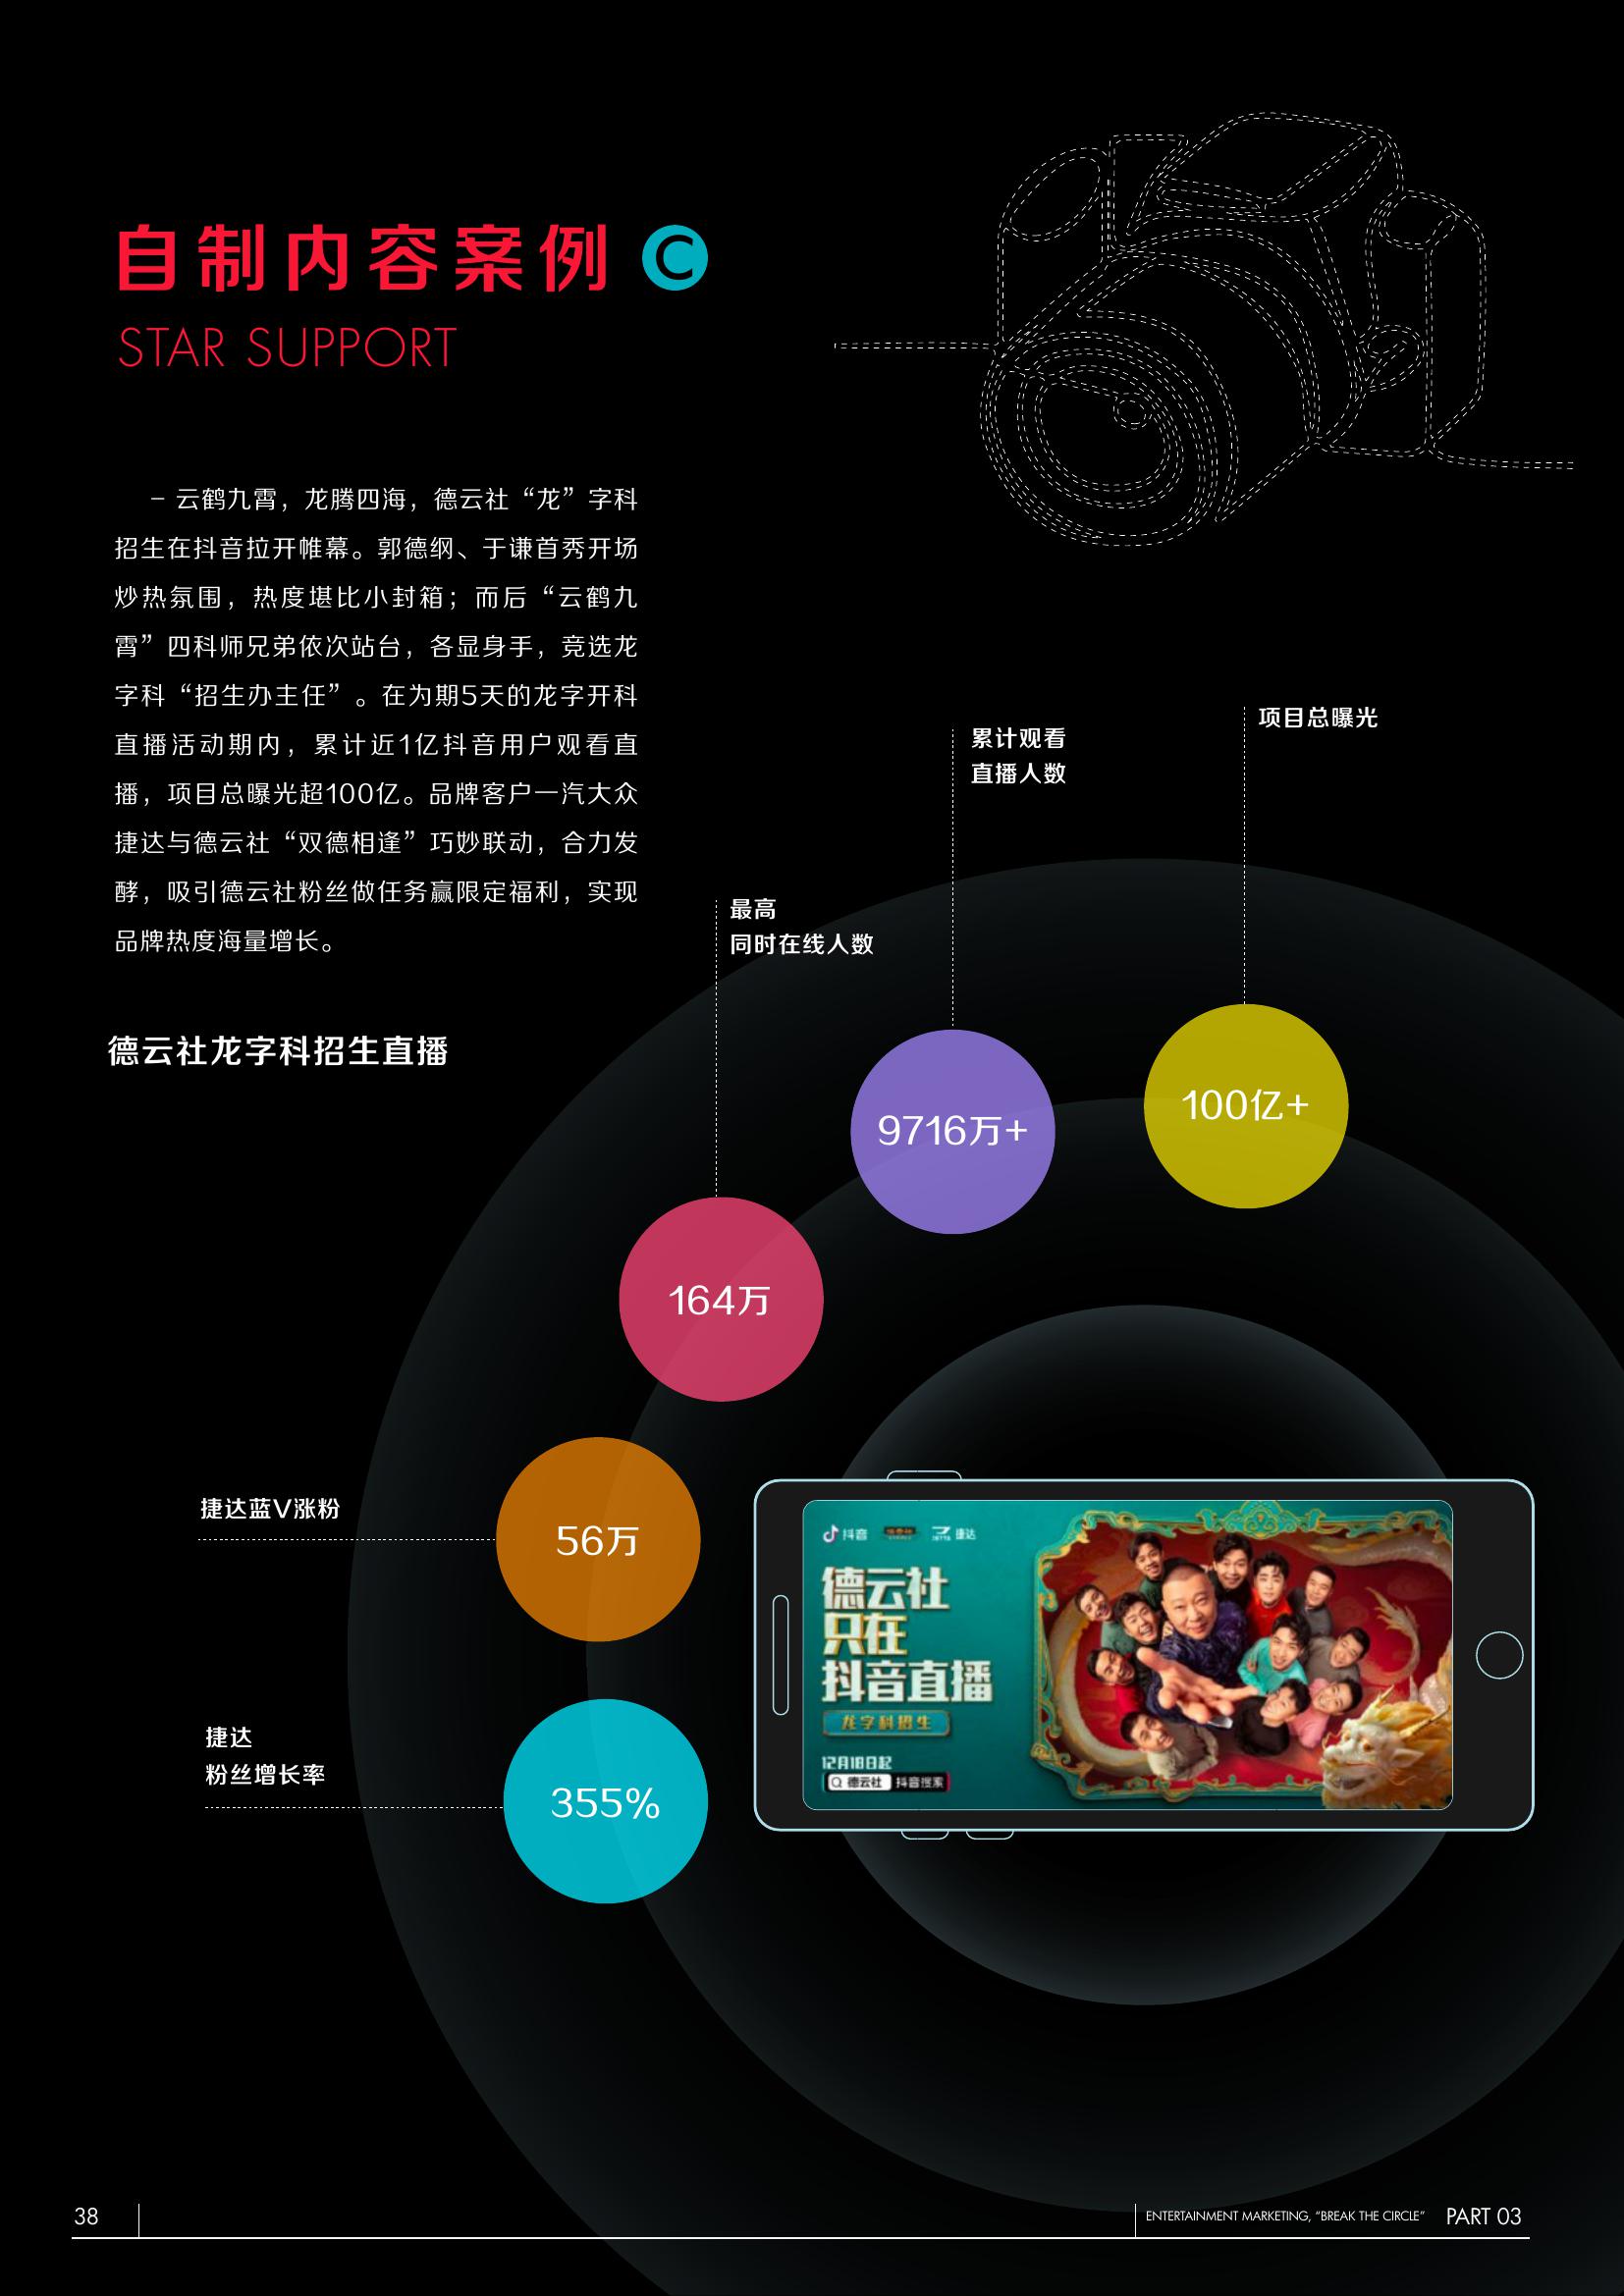 自制内容案例 C
STAR SUPPORT
– 云鹤九霄，龙腾四海，德云社“龙”字科
招生在抖音拉开帷幕。郭德纲、于谦首秀开场
炒热氛围，热度堪比小封箱；而后“云鹤九
霄”四科师兄弟依次站台，各显身手，竞选龙
字科“招生办主任”。在为期5天的龙字开科
直播活动期内，累计近1亿抖音用户观看直
播，项目总曝光超100亿。品牌客户一汽大众
捷达与德云社“双德相逢”巧妙联动，合力发
酵，吸引德云社粉丝做任务赢限定福利，实现
品牌热度海量增长。
德云社龙字科招生直播
项目总曝光
100亿+
累计观看
直播人数
9716万+
最高
同时在线人数
164万
捷达蓝V涨粉
56万
捷达
粉丝增长率
355%
抖音 捷达
德云社
只在
抖音直播
龙字科招生
12月18日起
德云社 抖音搜索
38
ENTERTAINMENT MARKETING, “BREAK THE CIRCLE” PART 03